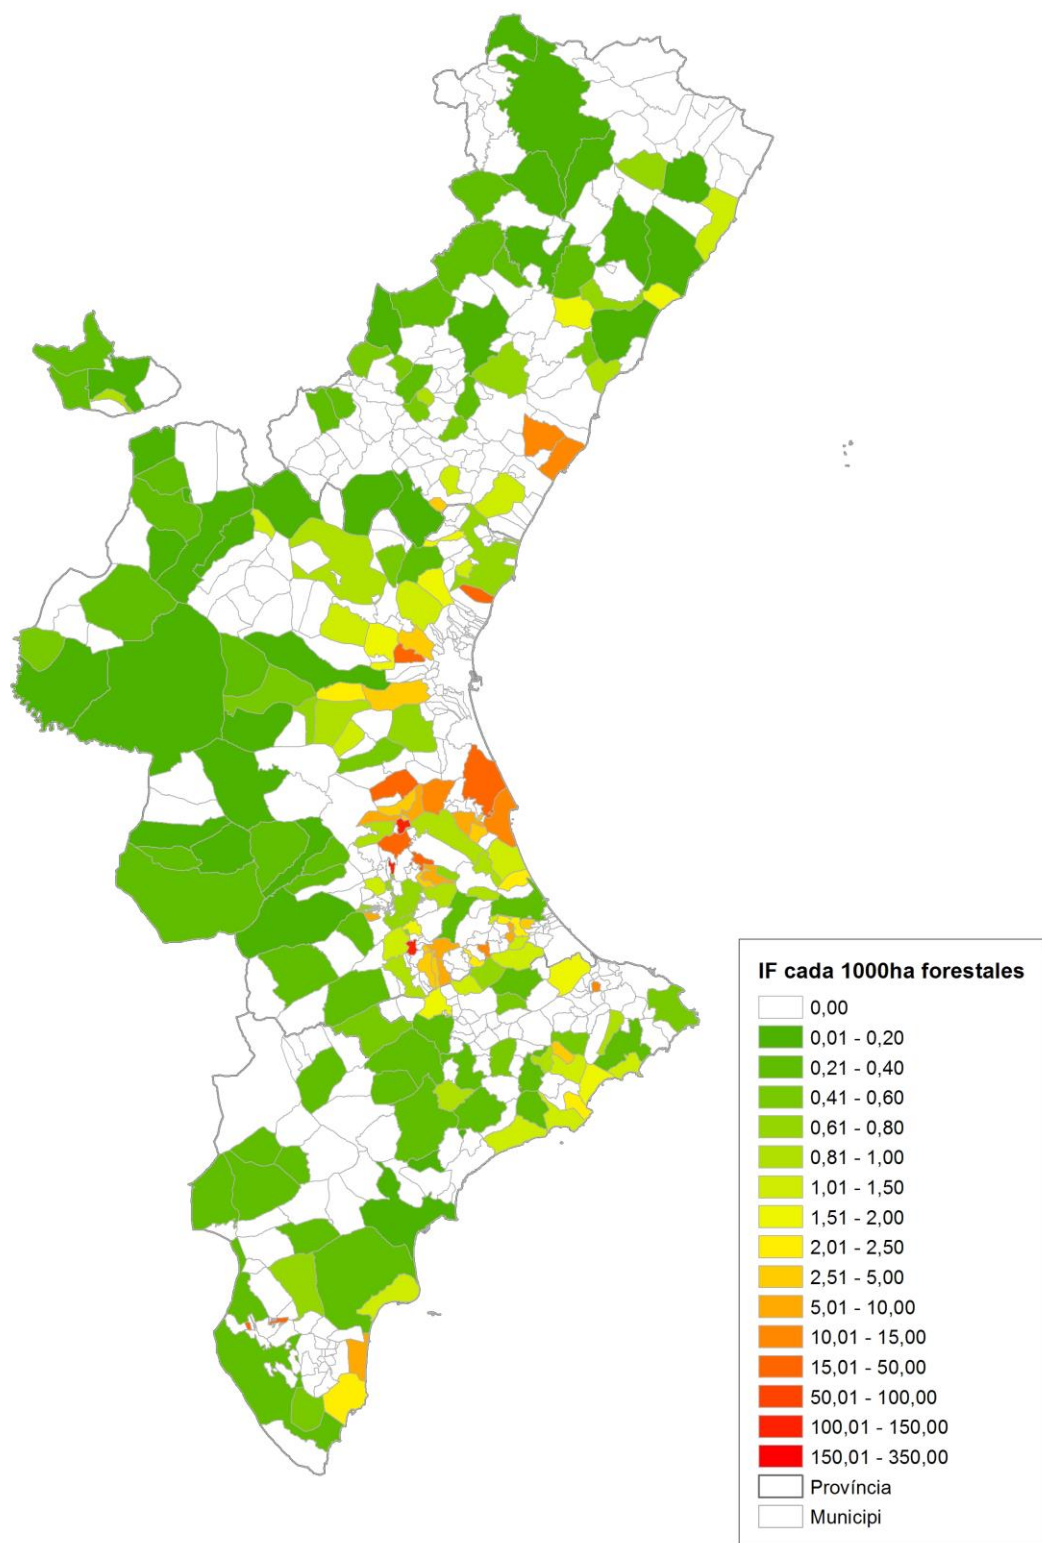 IF cada 1000ha forestales
0,00
0,01 - 0,20
0,21 - 0,40
0,41 - 0,60
0,61 - 0,80
0,81 - 1,00
1,01 - 1,50
1,51 - 2,00
2,01 - 2,50
2,51 - 5,00
5,01 - 10,00
10,01 - 15,00
15,01 - 50,00
50,01 - 100,00
100,01 - 150,00
150,01 - 350,00
Província
Municipi